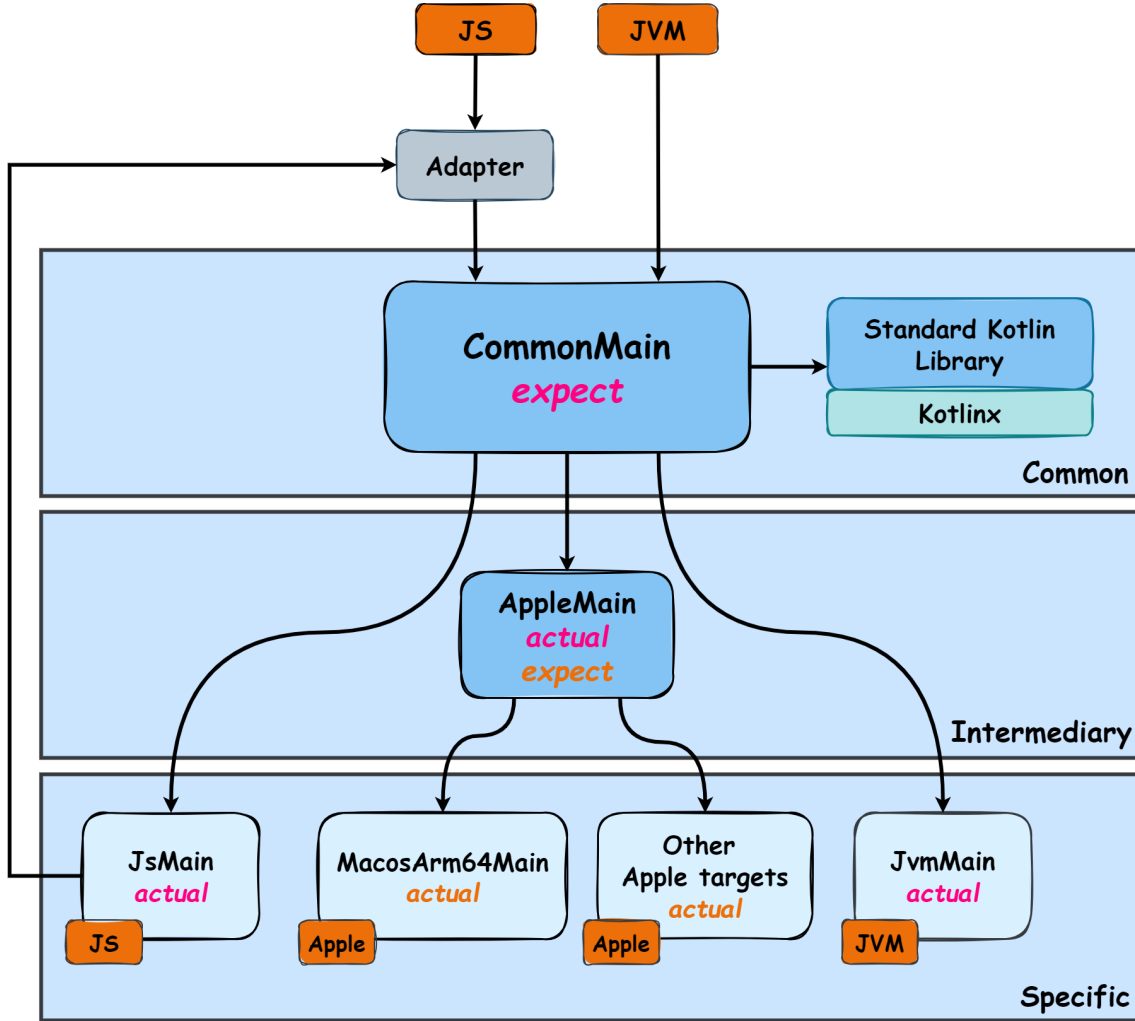 JS
JVM
Adapter
CommonMain
expect
Standard Kotlin
Library
Kotlinx
Common
AppleMain
actual
expect
Intermediary
JsMain
actual
JS
MacosArm64Main
actual
Apple
Other
Apple targets
actual
Apple
JvmMain
actual
JVM
Specific